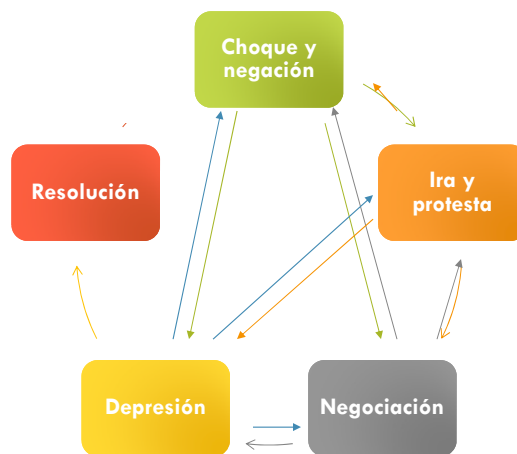 Choque y
negación
Ira y
protesta
Resolución
Depresión
Negociación